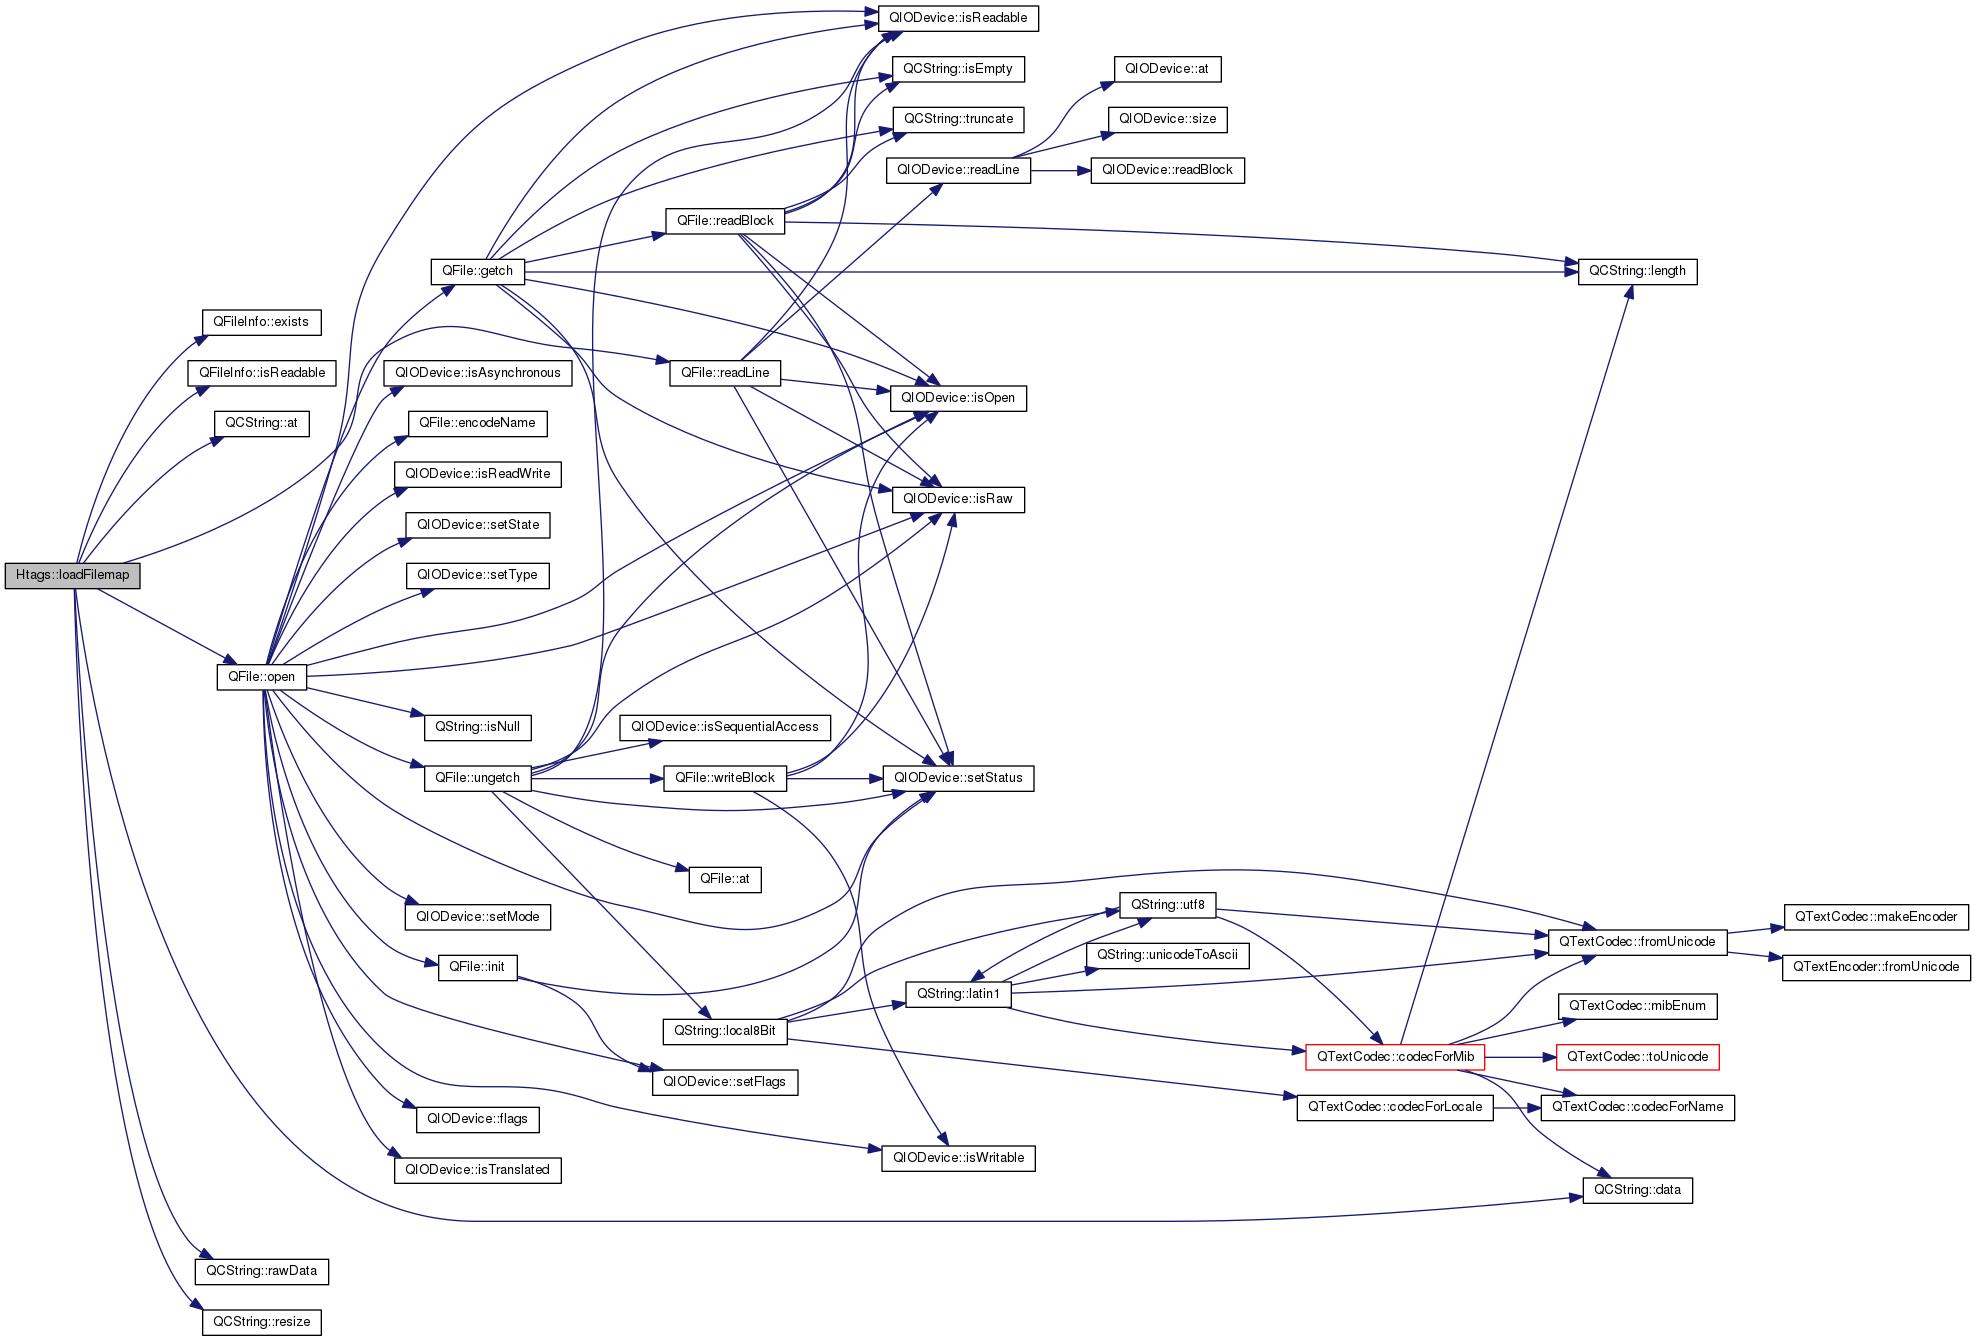 QIODevice::isReadable
QCString::isEmpty
QIODevice::at
QCString::truncate
QIODevice::size
QIODevice::readLine
QIODevice::readBlock
QFile::readBlock
QFile::getch
QCString::length
QFileInfo::exists
QFileInfo::isReadable
QIODevice::isAsynchronous
QFile::readLine
QIODevice::isOpen
QCString::at
QFile::encodeName
QIODevice::isReadWrite
QIODevice::isRaw
QIODevice::setState
Htags::loadFilemap
QIODevice::setType
QFile::open
QString::isNull
QIODevice::isSequentialAccess
QFile::ungetch
QFile::writeBlock
QIODevice::setStatus
QFile::at
QString::utf8
QIODevice::setMode
QTextCodec::makeEncoder
QTextCodec::fromUnicode
QString::unicodeToAscii
QFile::init
QTextEncoder::fromUnicode
QString::latin1
QTextCodec::mibEnum
QString::local8Bit
QTextCodec::codecForMib
QTextCodec::toUnicode
QIODevice::setFlags
QTextCodec::codecForLocale
QTextCodec::codecForName
QIODevice::flags
QIODevice::isWritable
QIODevice::isTranslated
QCString::data
QCString::rawData
QCString::resize